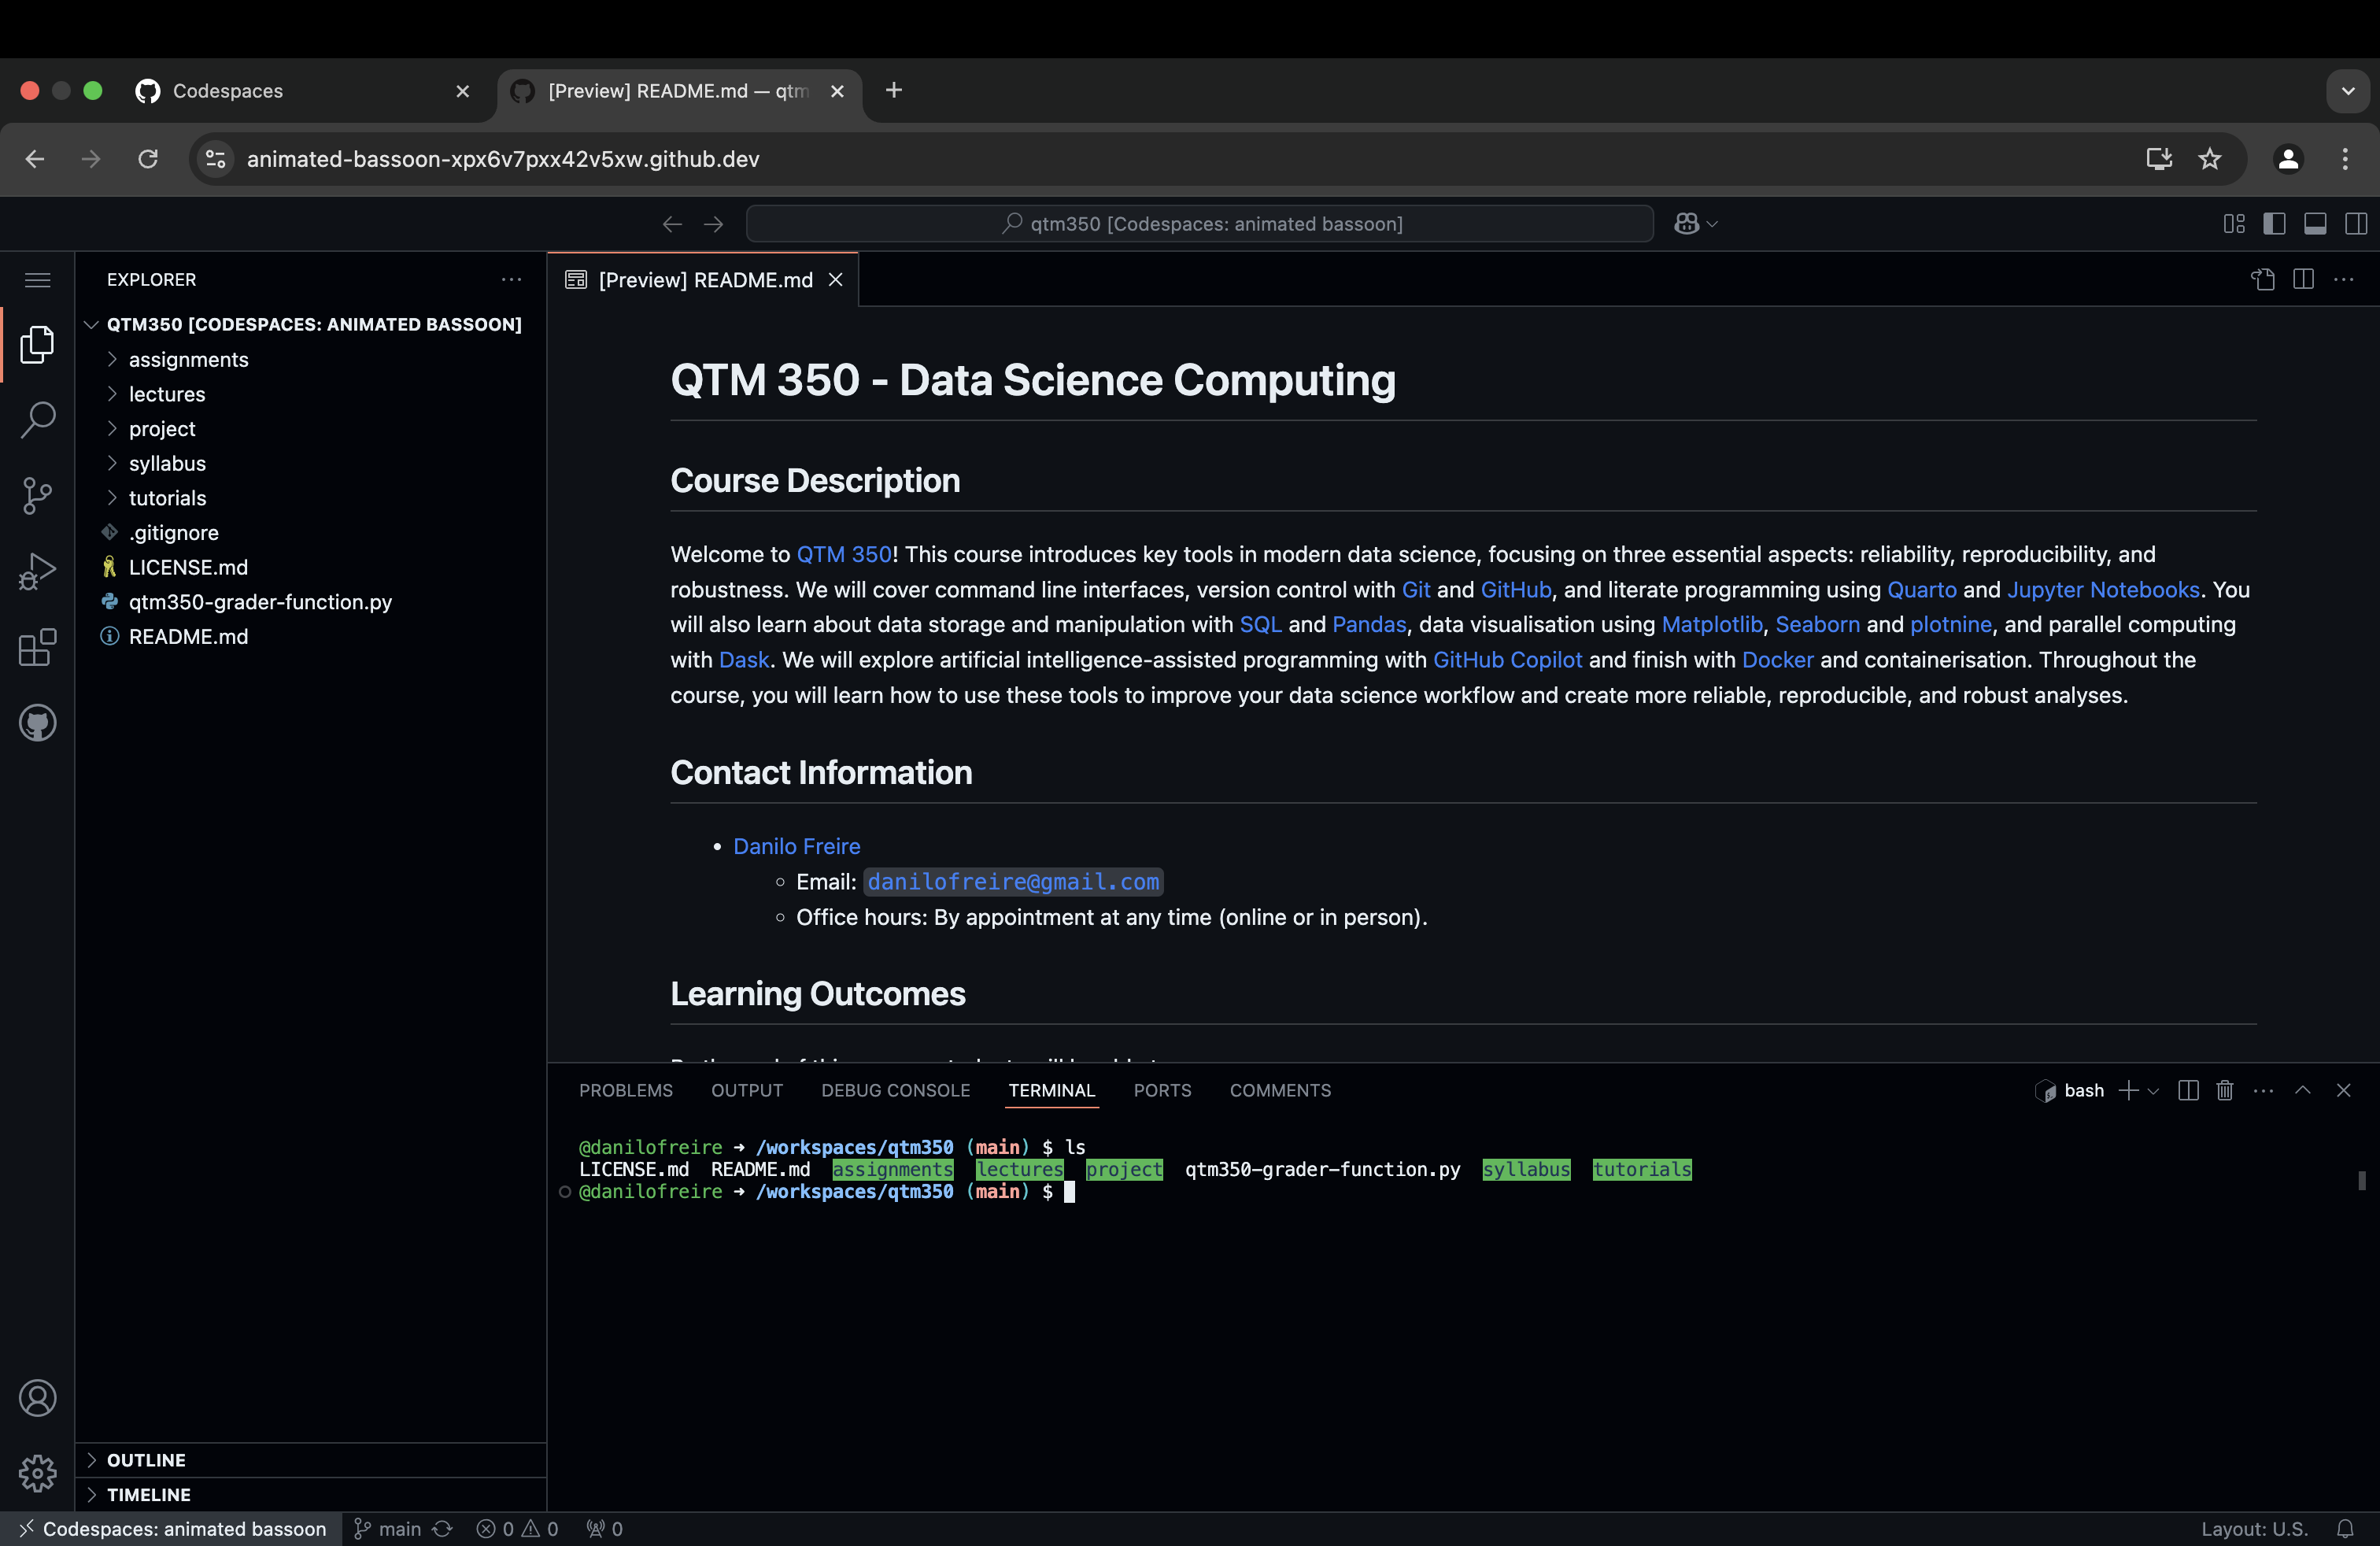 Codespaces
[Preview] README.md — qtm
animated-bassoon-xpx6v7pxx42v5xw.github.dev
qtm350 [Codespaces: animated bassoon]
EXPLORER
QTM350 [CODESPACES: ANIMATED BASSOON]
assignments
lectures
project
syllabus
tutorials
.gitignore
LICENSE.md
qtm350-grader-function.py
README.md
OUTLINE
TIMELINE
[Preview] README.md
QTM 350 - Data Science Computing
Course Description
Welcome to QTM 350! This course introduces key tools in modern data science, focusing on three essential aspects: reliability, reproducibility, and
robustness. We will cover command line interfaces, version control with Git and GitHub, and literate programming using Quarto and Jupyter Notebooks. You
will also learn about data storage and manipulation with SQL and Pandas, data visualisation using Matplotlib, Seaborn and plotnine, and parallel computing
with Dask. We will explore artificial intelligence-assisted programming with GitHub Copilot and finish with Docker and containerisation. Throughout the
course, you will learn how to use these tools to improve your data science workflow and create more reliable, reproducible, and robust analyses.
Contact Information
Danilo Freire
Email: danilofreire@gmail.com
Office hours: By appointment at any time (online or in person).
Learning Outcomes
PROBLEMS OUTPUT DEBUG CONSOLE TERMINAL PORTS COMMENTS
bash
@danilofreire ➜ /workspaces/qtm350 (main) $ ls
LICENSE.md README.md assignments lectures project qtm350-grader-function.py syllabus tutorials
@danilofreire ➜ /workspaces/qtm350 (main) $
Codespaces: animated bassoon main 0 0 0
Layout: U.S.